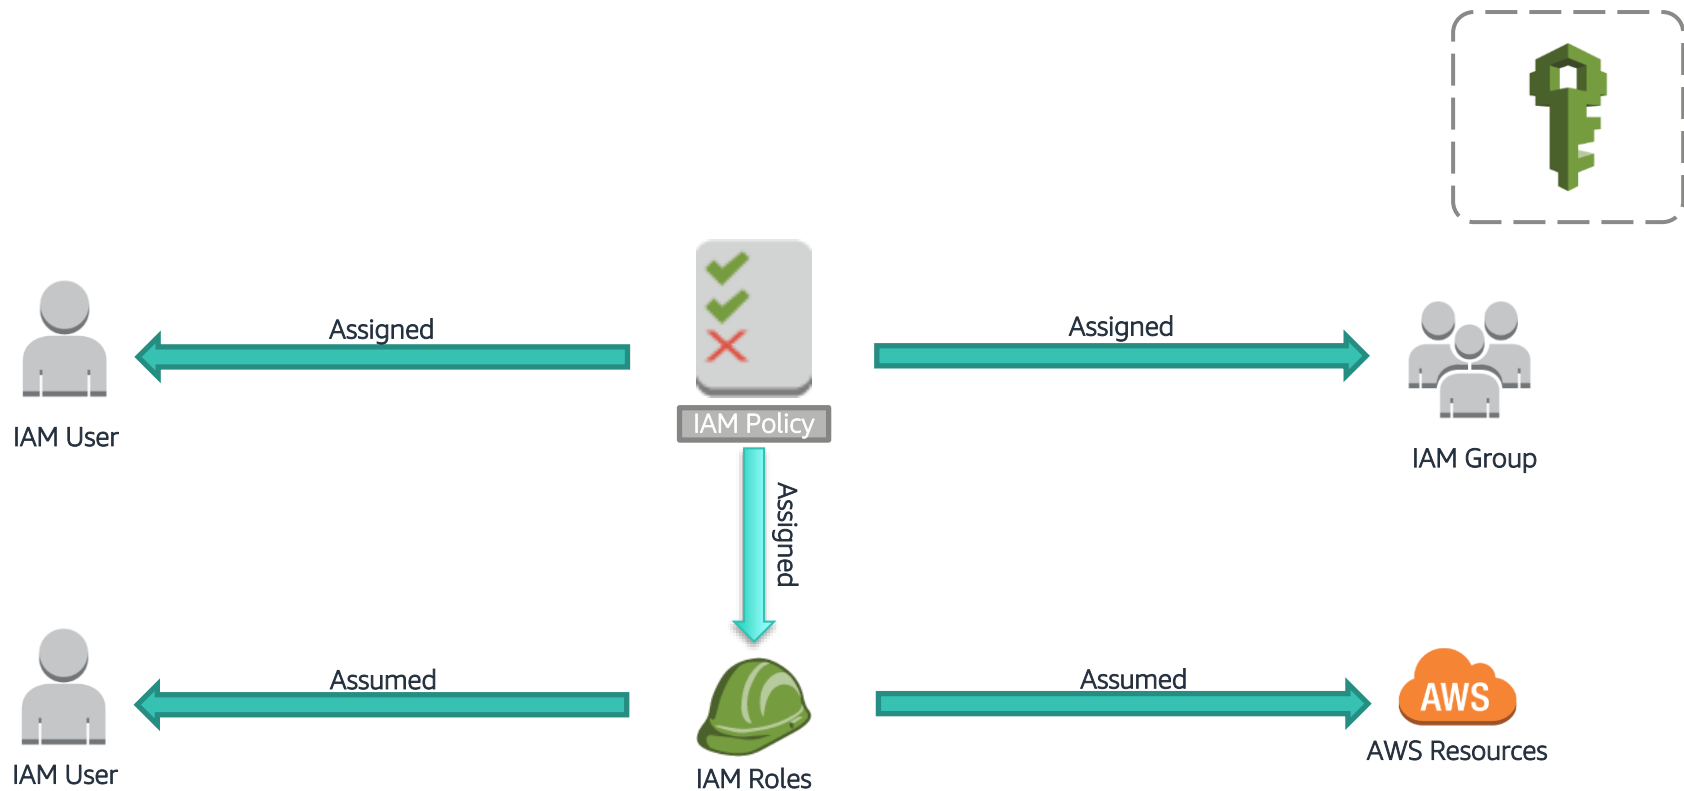 Assigned
Assigned
IAM User
IAM Policy
IAM Group
Assigned
Assumed
Assumed
AWS
IAM User
IAM Roles
AWS Resources